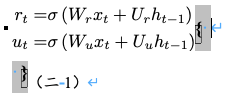 r_t =σ(W_r x_t + U_r h_{t-1})
u_t =σ(W_u x_t + U_u h_{t-1}) }
} （二-1）